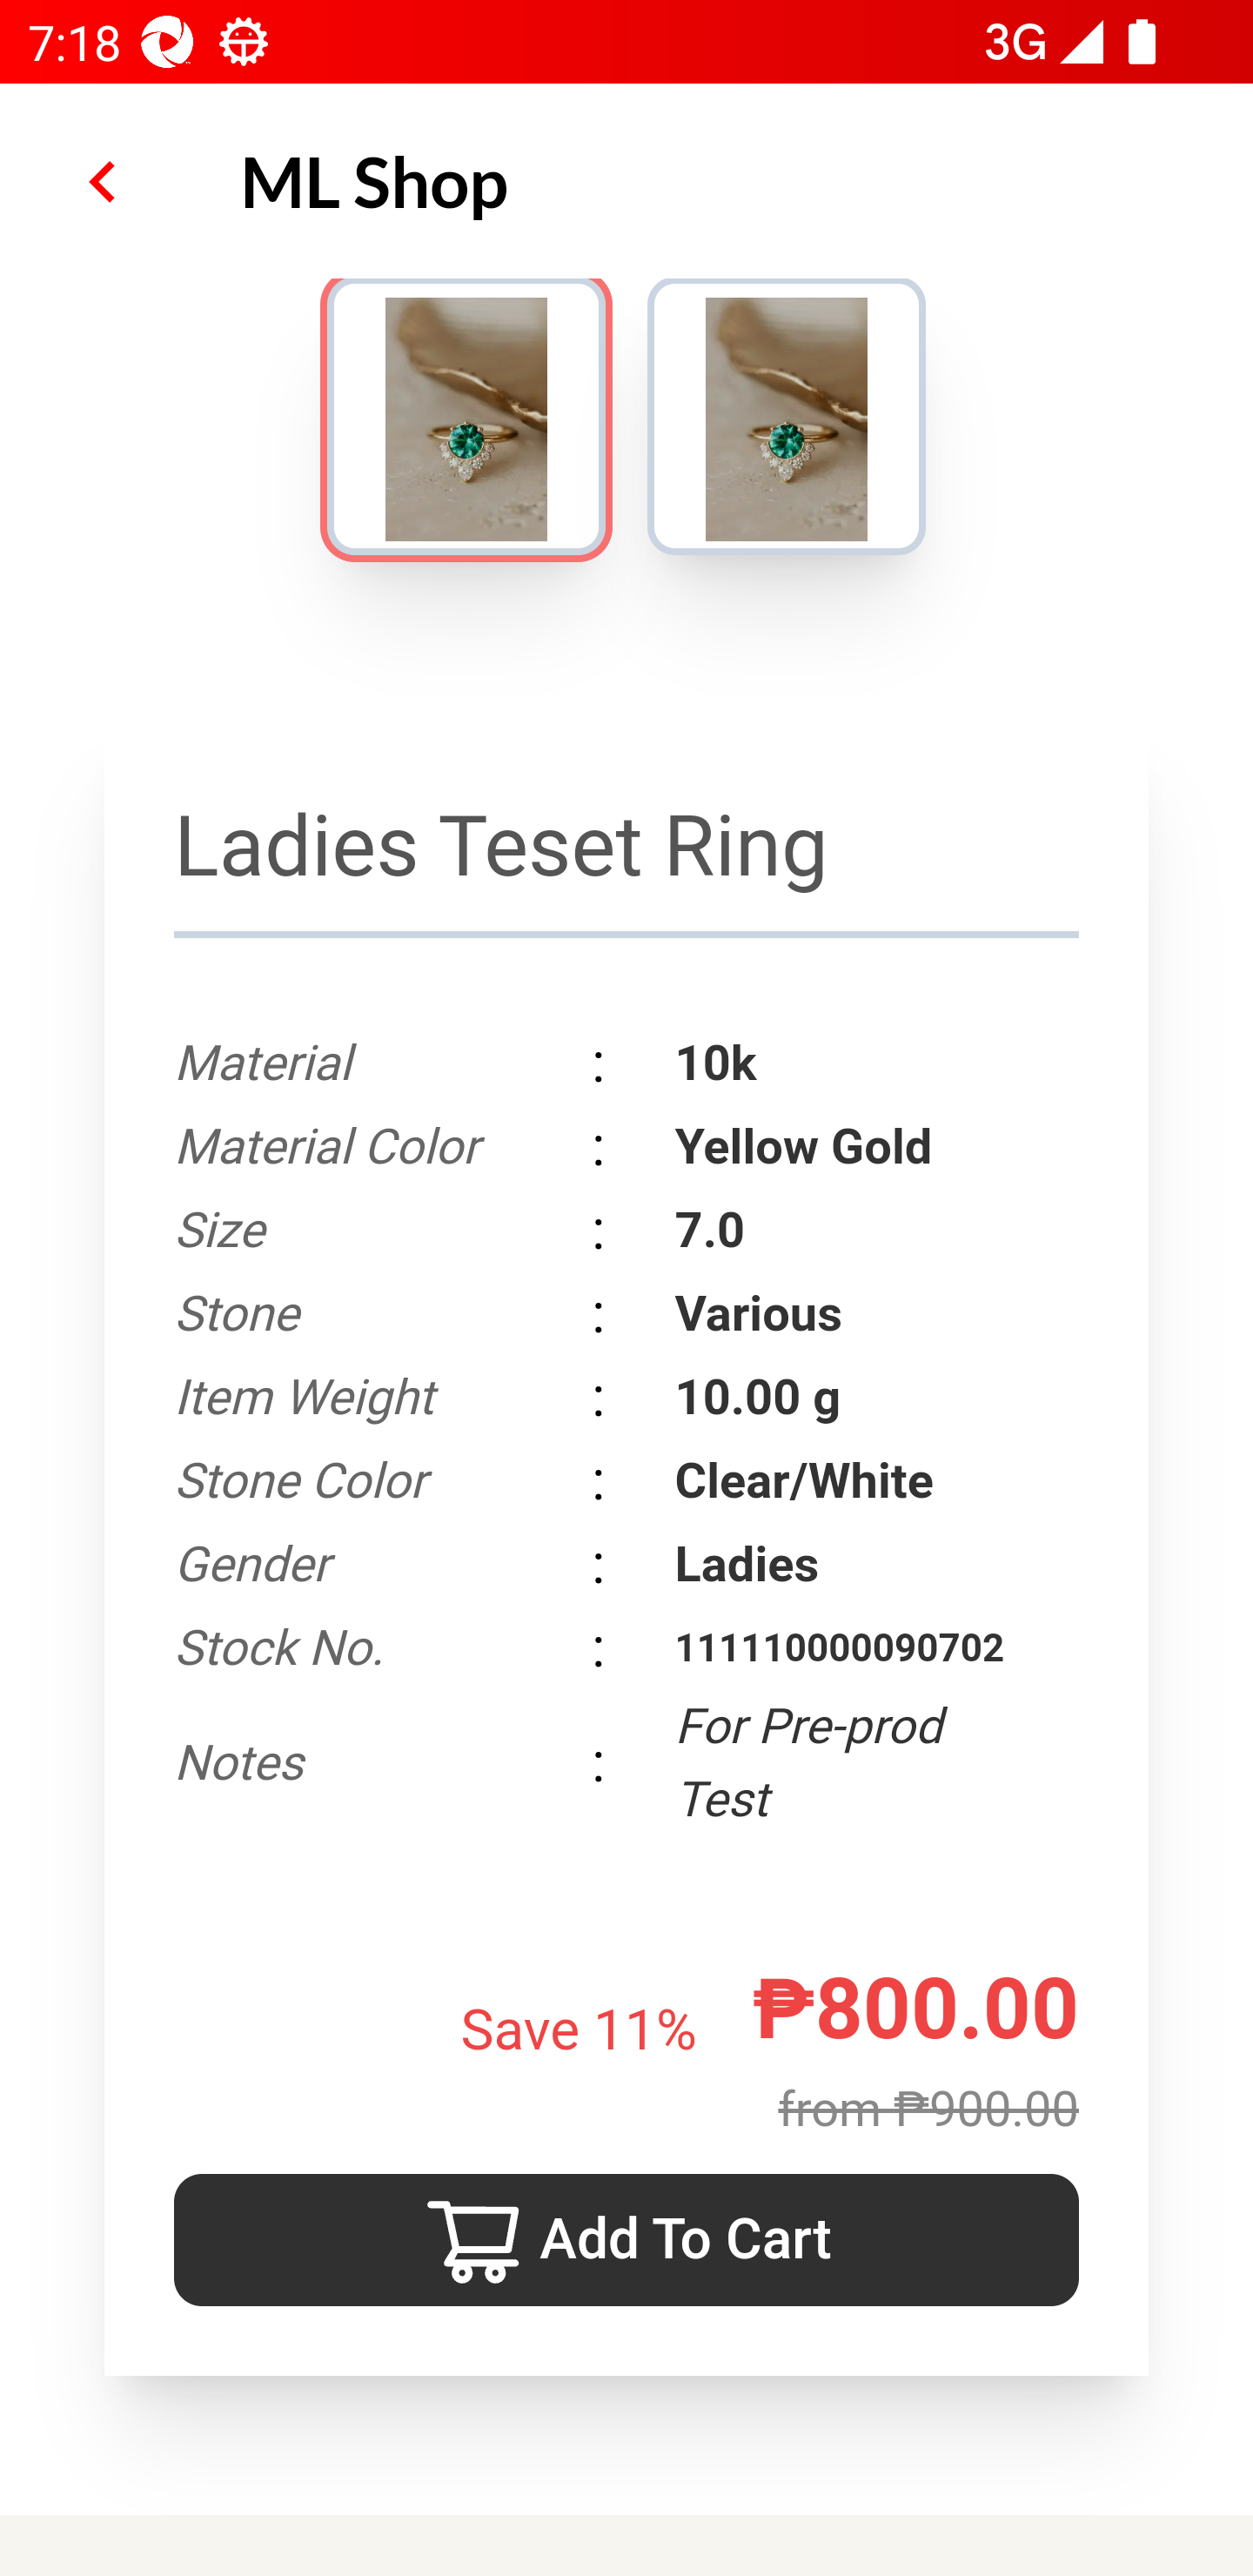 7:18 3G
ML Shop
Ladies Teset Ring
Material : 10k
Material Color : Yellow Gold
Size : 7.0
Stone : Various
Item Weight : 10.00 g
Stone Color : Clear/White
Gender : Ladies
Stock No. : 111110000090702
Notes : For Pre-prod
Test
Save 11% ₱800.00
from ₱900.00
Add To Cart